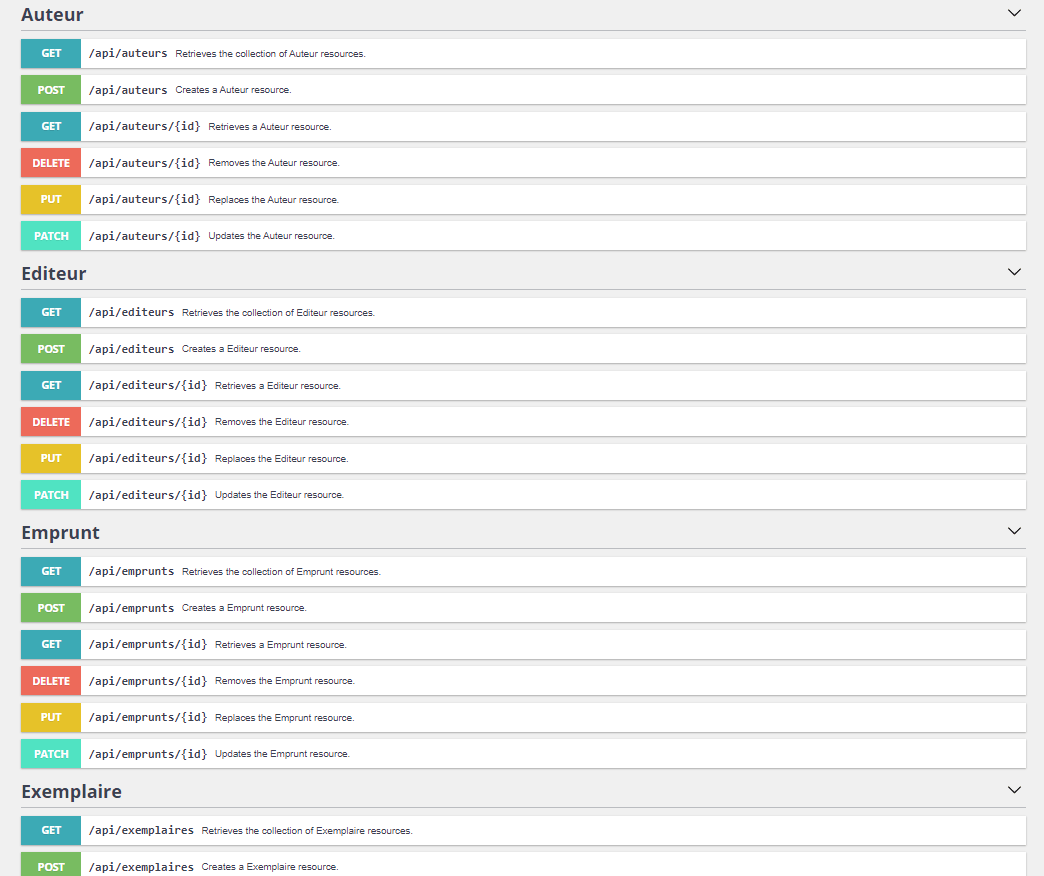 Auteur
GET /api/auteurs Retrieves the collection of Auteur resources.
POST /api/auteurs Creates a Auteur resource.
GET /api/auteurs/{id} Retrieves a Auteur resource.
DELETE /api/auteurs/{id} Removes the Auteur resource.
PUT /api/auteurs/{id} Replaces the Auteur resource.
PATCH /api/auteurs/{id} Updates the Auteur resource.
Editeur
GET /api/editeurs Retrieves the collection of Editeur resources.
POST /api/editeurs Creates a Editeur resource.
GET /api/editeurs/{id} Retrieves a Editeur resource.
DELETE /api/editeurs/{id} Removes the Editeur resource.
PUT /api/editeurs/{id} Replaces the Editeur resource.
PATCH /api/editeurs/{id} Updates the Editeur resource.
Emprunt
GET /api/emprunts Retrieves the collection of Emprunt resources.
POST /api/emprunts Creates a Emprunt resource.
GET /api/emprunts/{id} Retrieves a Emprunt resource.
DELETE /api/emprunts/{id} Removes the Emprunt resource.
PUT /api/emprunts/{id} Replaces the Emprunt resource.
PATCH /api/emprunts/{id} Updates the Emprunt resource.
Exemplaire
GET /api/exemplaires Retrieves the collection of Exemplaire resources.
POST /api/exemplaires Creates a Exemplaire resource.